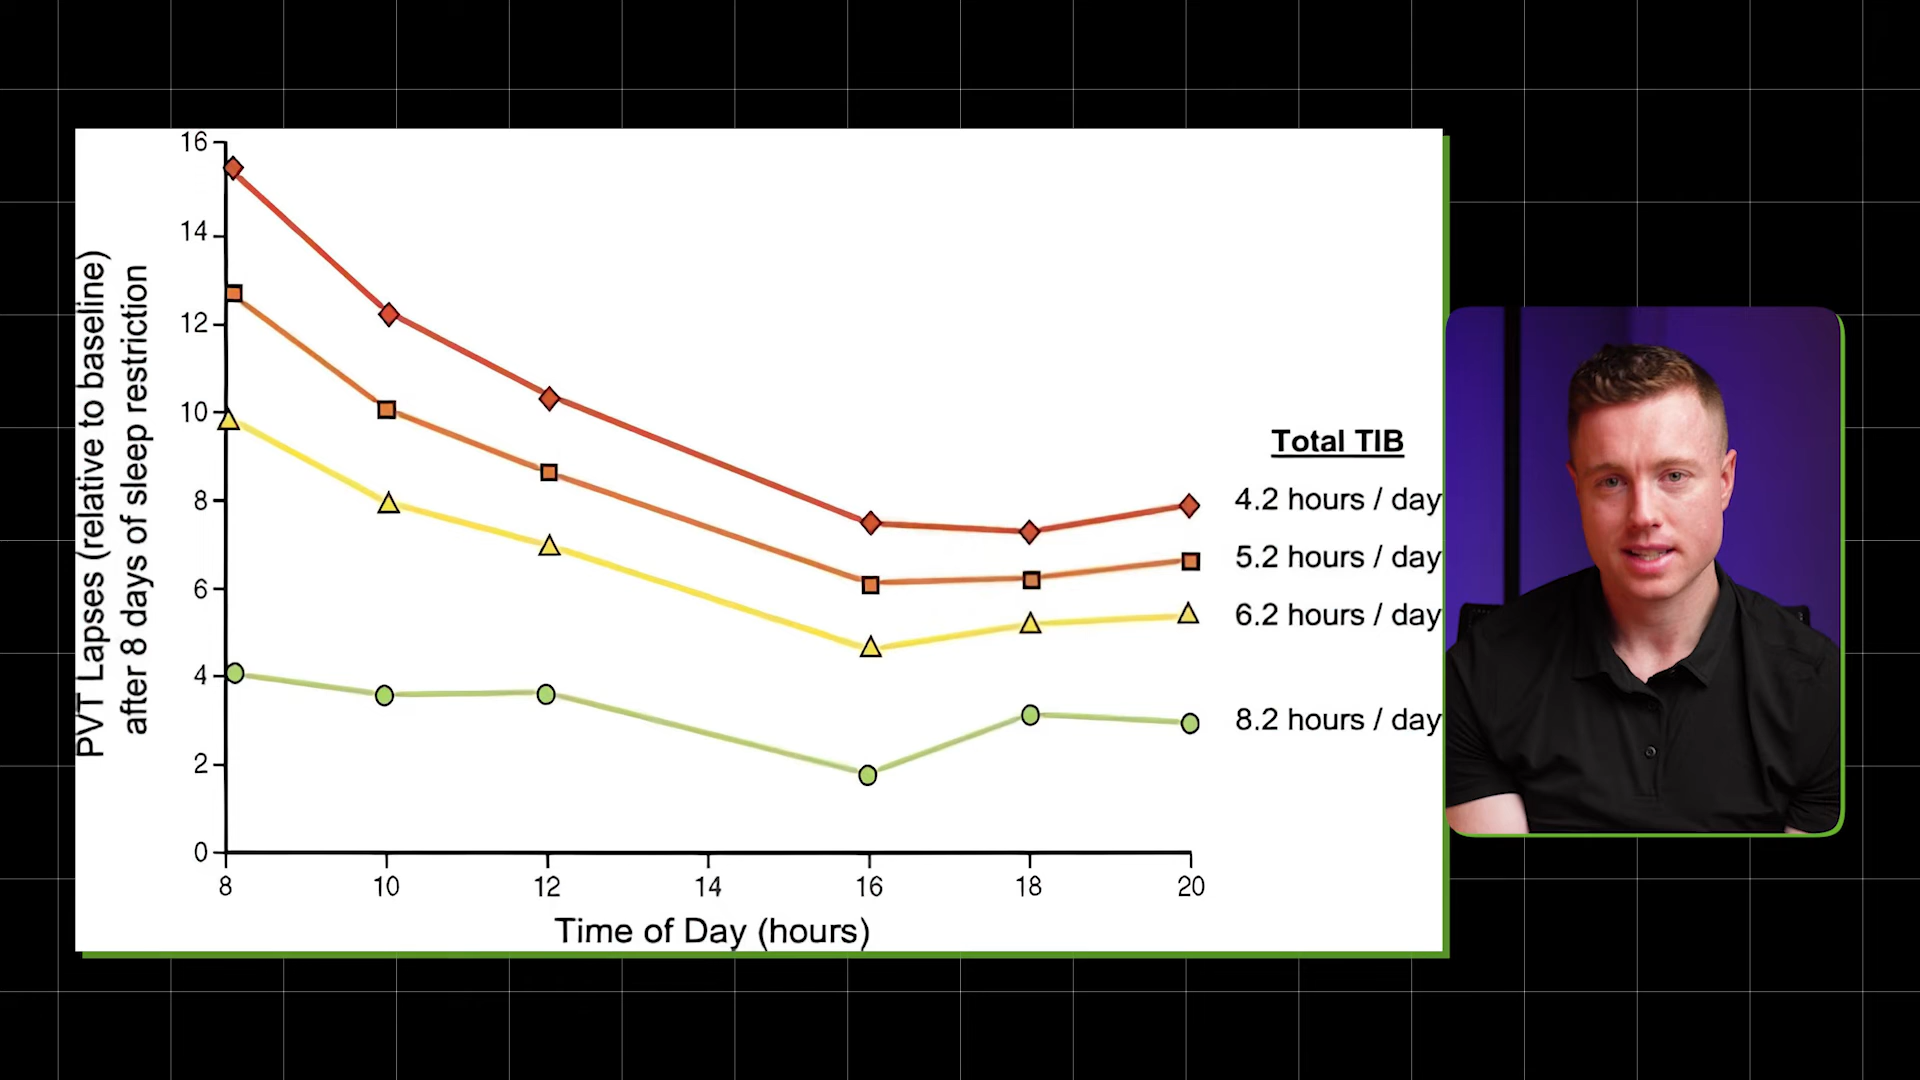 PVT Lapses (relative to baseline)
after 8 days of sleep restriction
16
14
12
10
8
6
4
2
0
8 10 12 14 16 18 20
Time of Day (hours)
Total TIB
4.2 hours / day
5.2 hours / day
6.2 hours / day
8.2 hours / day